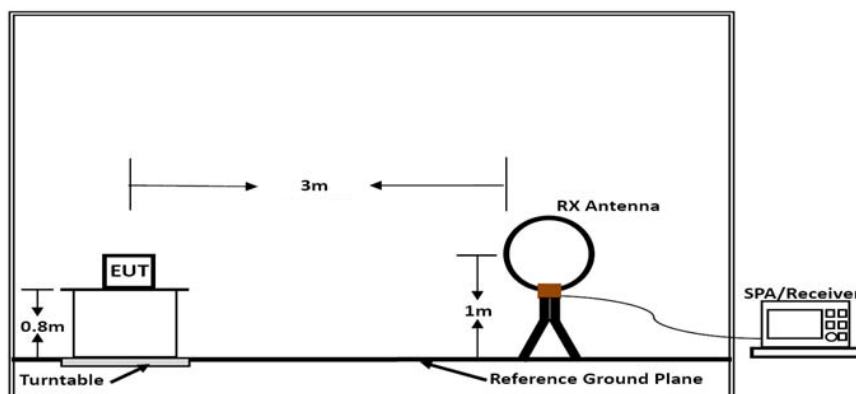 3m
RX Antenna
EUT
SPA/Receiver
0.8m
1m
Turntable
Reference Ground Plane